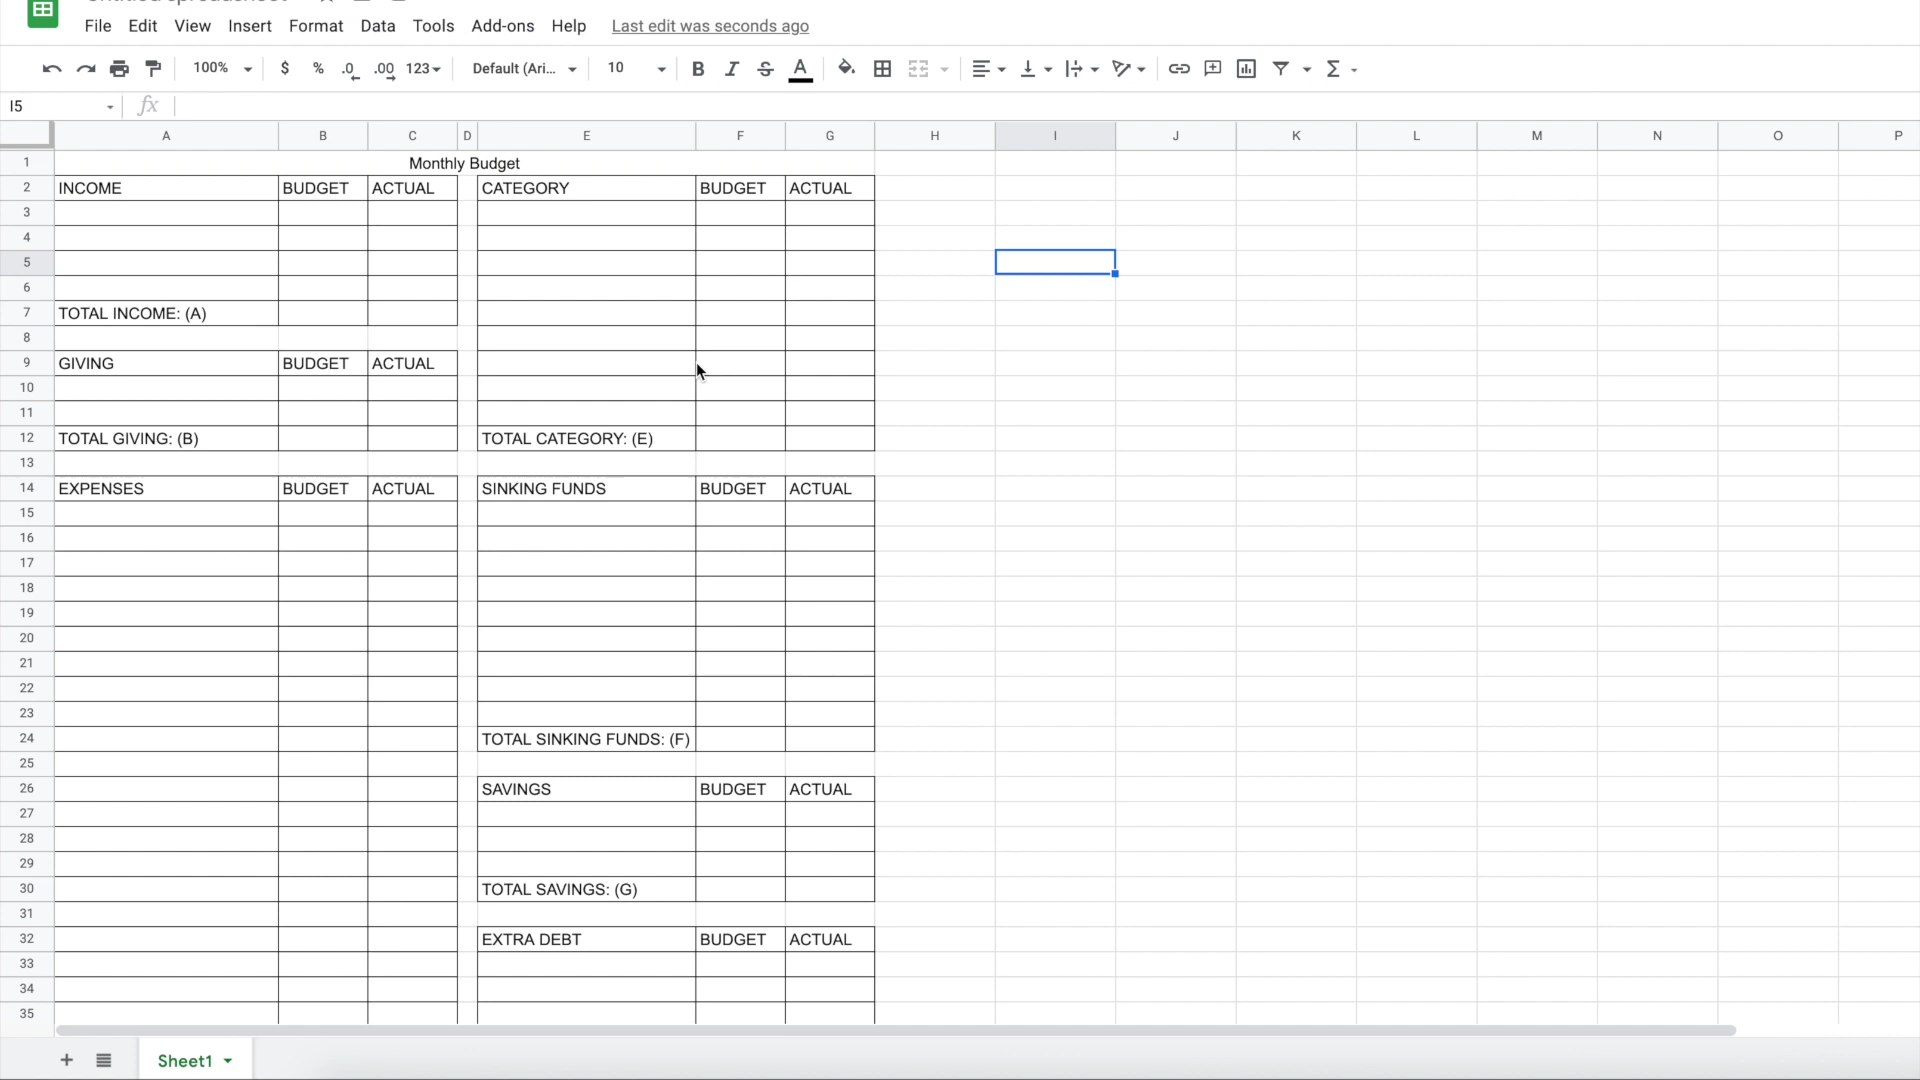 File Edit View Insert Format Data Tools Add-ons Help Last edit was seconds ago
100% $ % .0 .00 123 Default (Ari... 10 B I S A Σ
I5 fx
A B C D E F G H I J K L M N O P
1 Monthly Budget
2 INCOME BUDGET ACTUAL CATEGORY BUDGET ACTUAL
3
4
5
6
7 TOTAL INCOME: (A)
8
9 GIVING BUDGET ACTUAL
10
11
12 TOTAL GIVING: (B) TOTAL CATEGORY: (E)
13
14 EXPENSES BUDGET ACTUAL SINKING FUNDS BUDGET ACTUAL
15
16
17
18
19
20
21
22
23
24 TOTAL SINKING FUNDS: (F)
25
26 SAVINGS BUDGET ACTUAL
27
28
29
30 TOTAL SAVINGS: (G)
31
32 EXTRA DEBT BUDGET ACTUAL
33
34
35
Sheet1